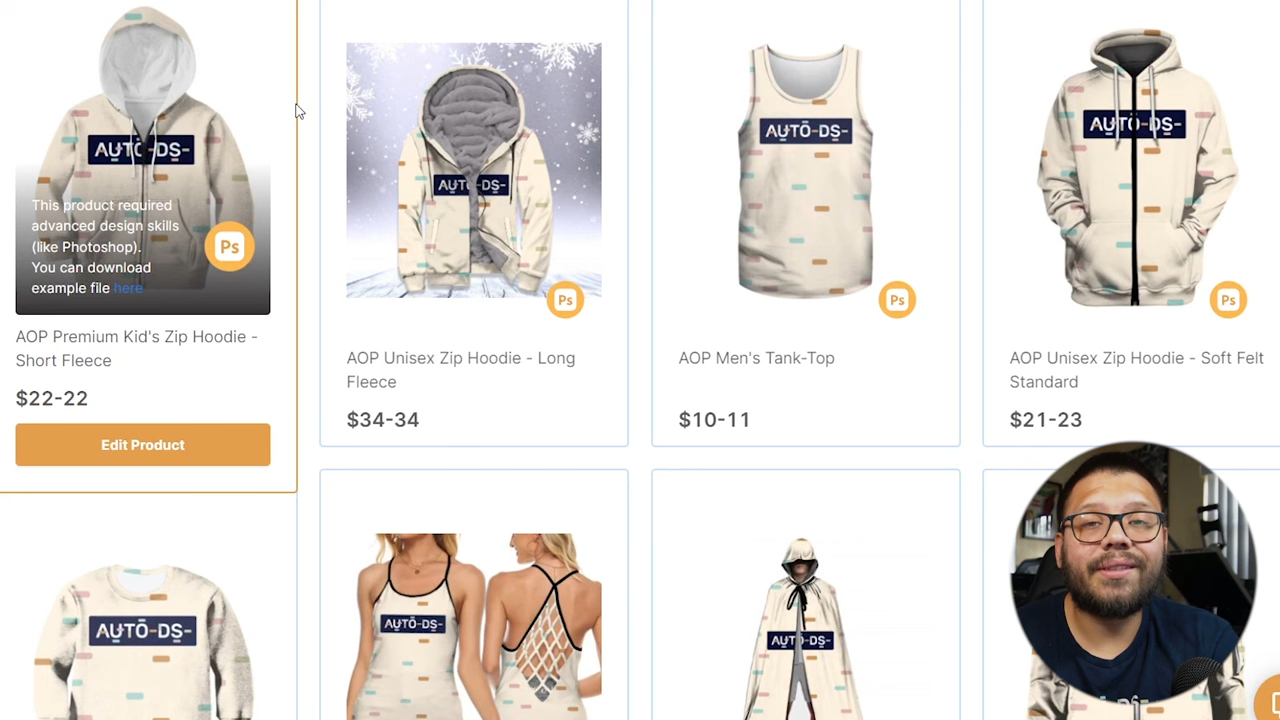 AUTO-DS-
This product required
advanced design skills
(like Photoshop).
You can download
example file here
Ps
AOP Premium Kid's Zip Hoodie -
Short Fleece
$22-22
Edit Product
AUTO-DS-
Ps
AOP Unisex Zip Hoodie - Long
Fleece
$34-34
AUTO-DS-
Ps
AOP Men's Tank-Top
$10-11
AUTO-DS-
Ps
AOP Unisex Zip Hoodie - Soft Felt
Standard
$21-23
AUTO-DS-
AUTO-DS-
AUTO-DS-